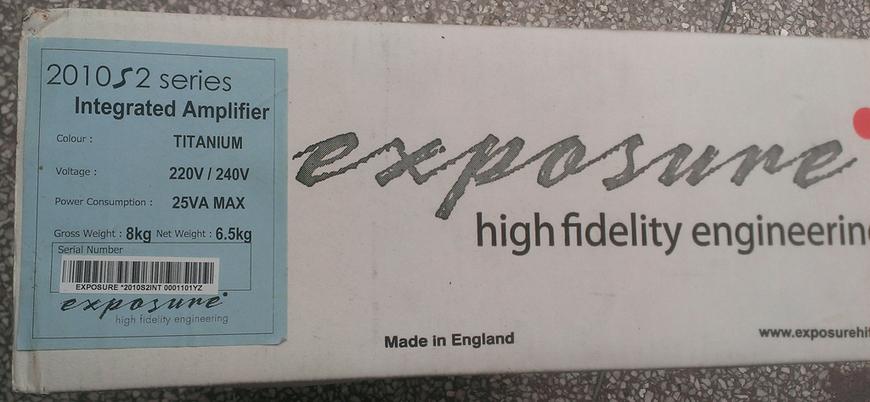 2010S2 series
Integrated Amplifier
Colour : TITANIUM
Voltage : 220V / 240V
Power Consumption : 25VA MAX
Gross Weight : 8kg Net Weight : 6.5kg
Serial Number
EXPOSURE *2010S2INT 0001101YZ
exposure
high fidelity engineering
exposure
high fidelity engineerin
Made in England
www.exposurehif